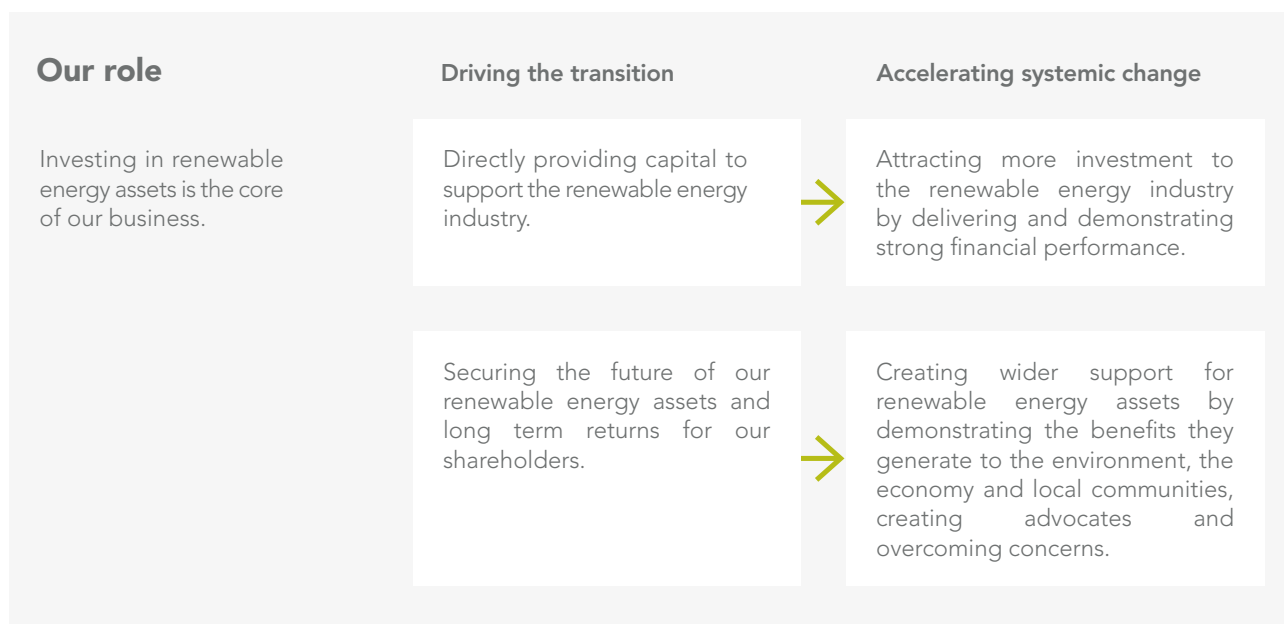 Our role
Investing in renewable
energy assets is the core
of our business.
Driving the transition
Directly providing capital to
support the renewable energy
industry.
Securing the future of our
renewable energy assets and
long term returns for our
shareholders.
Accelerating systemic change
Attracting more investment to
the renewable energy industry
by delivering and demonstrating
strong financial performance.
Creating wider support for
renewable energy assets by
demonstrating the benefits they
generate to the environment, the
economy and local communities,
creating advocates and
overcoming concerns.